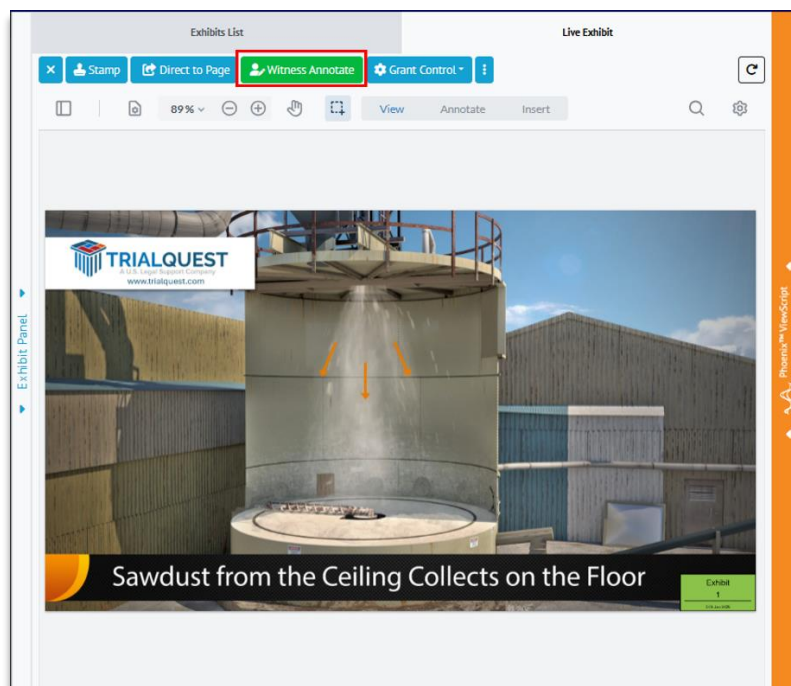 Exhibits List
Live Exhibit
Stamp
Direct to Page
Witness Annotate
Grant Control
89%
View
Annotate
Insert
TRIALQUEST
A U.S. Legal Support Company
www.trialquest.com
Exhibit Panel
Phoenix™ ViewScript
Sawdust from the Ceiling Collects on the Floor
Exhibit
1